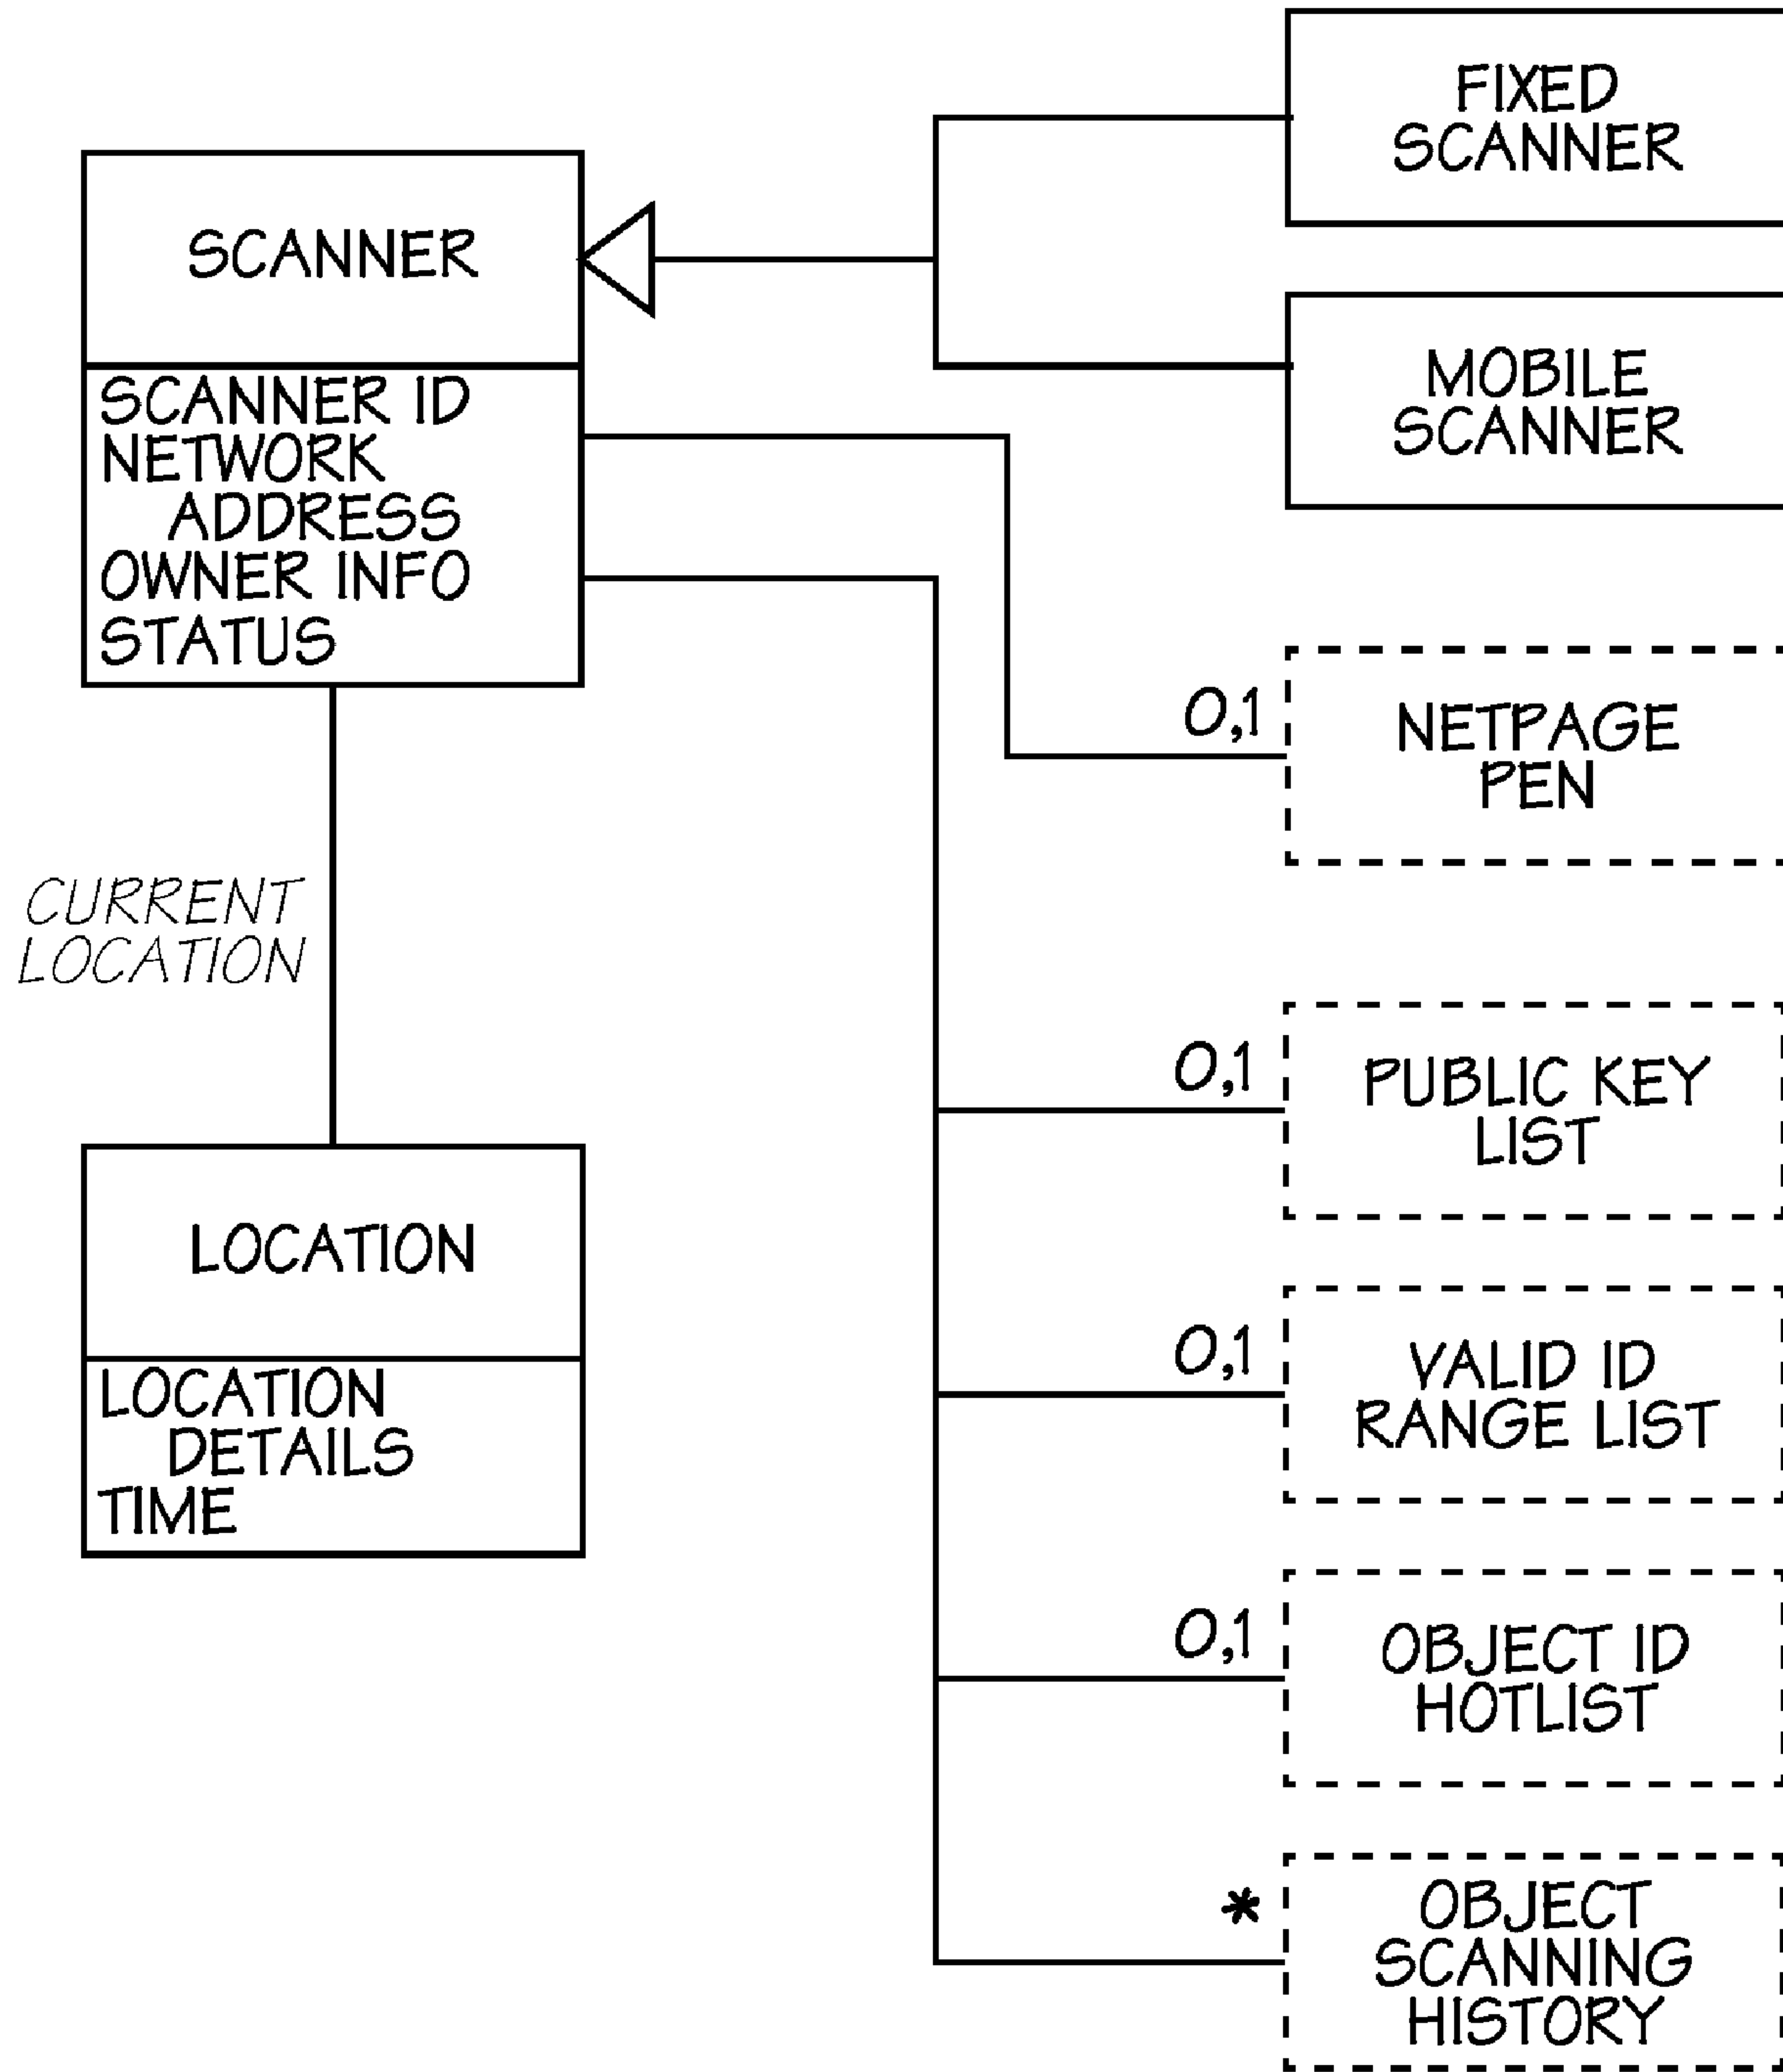 SCANNER
SCANNER ID
NETWORK
ADDRESS
OWNER INFO
STATUS
CURRENT
LOCATION
LOCATION
LOCATION
DETAILS
TIME
FIXED
SCANNER
MOBILE
SCANNER
0,1
NETPAGE
PEN
0,1
PUBLIC KEY
LIST
0,1
VALID ID
RANGE LIST
0,1
OBJECT ID
HOTLIST
*
OBJECT
SCANNING
HISTORY